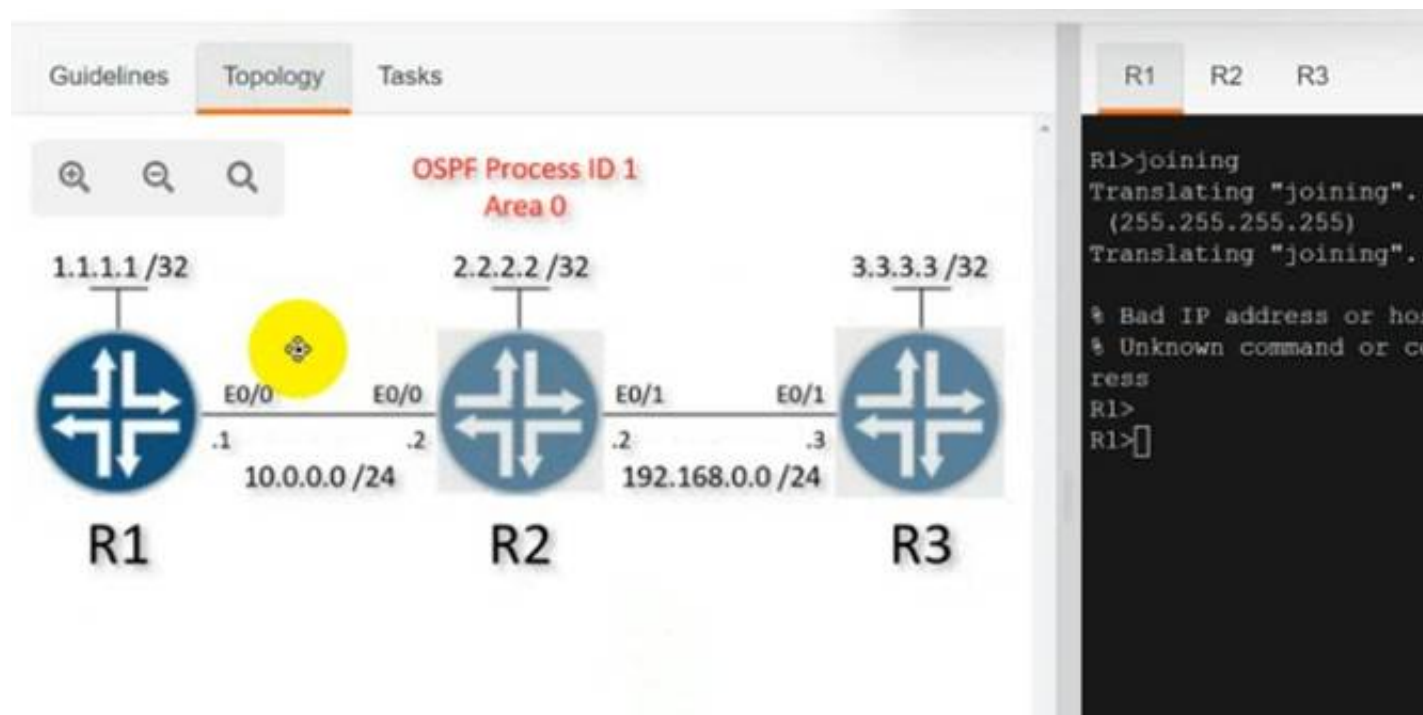 Guidelines Topology Tasks
OSPF Process ID 1
Area 0
1.1.1.1 /32 2.2.2.2 /32 3.3.3.3 /32
E0/0 E0/0 E0/1 E0/1
.1 .2 .2 .3
10.0.0.0 /24 192.168.0.0 /24
R1 R2 R3
R1 R2 R3
R1>joining
Translating "joining".
(255.255.255.255)
Translating "joining".
% Bad IP address or ho
% Unknown command or c
ress
R1>
R1>